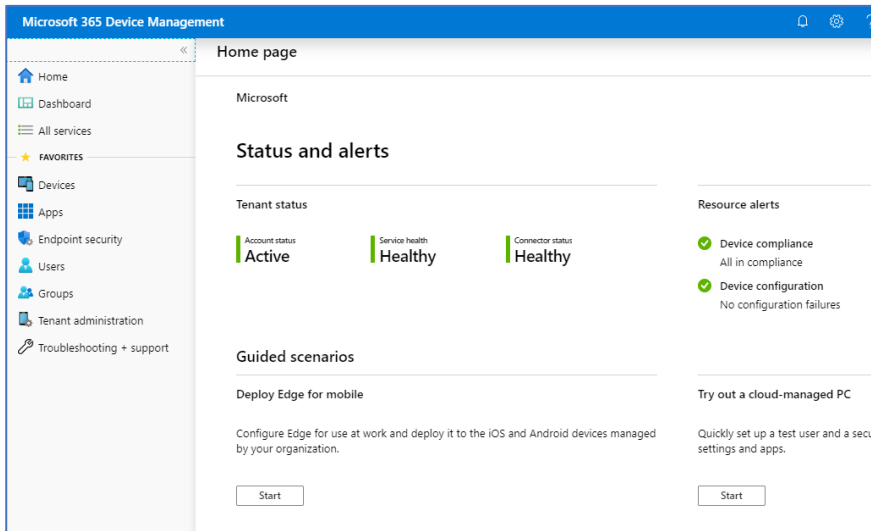 Microsoft 365 Device Management
Home page
Home
Dashboard
All services
FAVORITES
Devices
Apps
Endpoint security
Users
Groups
Tenant administration
Troubleshooting + support
Microsoft
Status and alerts
Tenant status
Account status
Active
Service health
Healthy
Connector status
Healthy
Resource alerts
Device compliance
All in compliance
Device configuration
No configuration failures
Guided scenarios
Deploy Edge for mobile
Configure Edge for use at work and deploy it to the iOS and Android devices managed
by your organization.
Start
Try out a cloud-managed PC
Quickly set up a test user and a secu
settings and apps.
Start